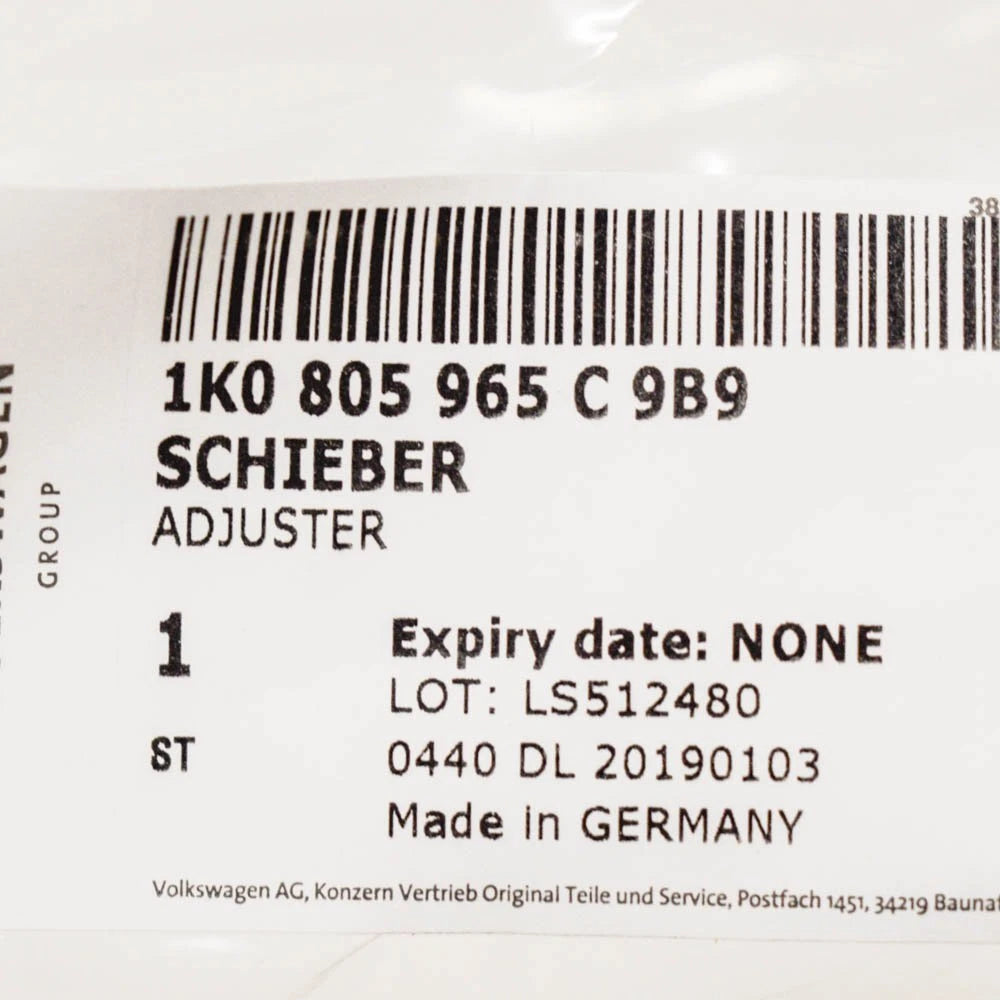 38
1K0 805 965 C 9B9
SCHIEBER
ADJUSTER
GROUP
1
Expiry date: NONE
LOT: LS512480
ST
0440 DL 20190103
Made in GERMANY
Volkswagen AG, Konzern Vertrieb Original Teile und Service, Postfach 1451, 34219